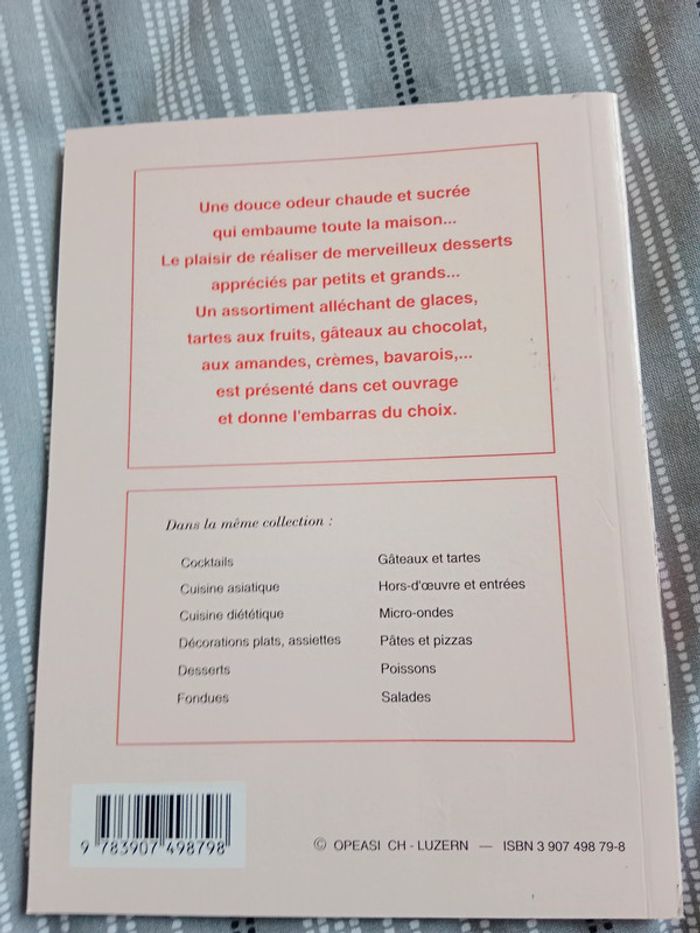 Une douce odeur chaude et sucrée
qui embaume toute la maison...
Le plaisir de réaliser de merveilleux desserts
appréciés par petits et grands...
Un assortiment alléchant de glaces,
tartes aux fruits, gâteaux au chocolat,
aux amandes, crèmes, bavarois,...
est présenté dans cet ouvrage
et donne l'embarras du choix.
Dans la même collection :
Cocktails
Cuisine asiatique
Cuisine diététique
Décorations plats, assiettes
Desserts
Fondues
Gâteaux et tartes
Hors-d'œuvre et entrées
Micro-ondes
Pâtes et pizzas
Poissons
Salades
9 783907 498798
© OPEASI CH - LUZERN — ISBN 3 907 498 79-8